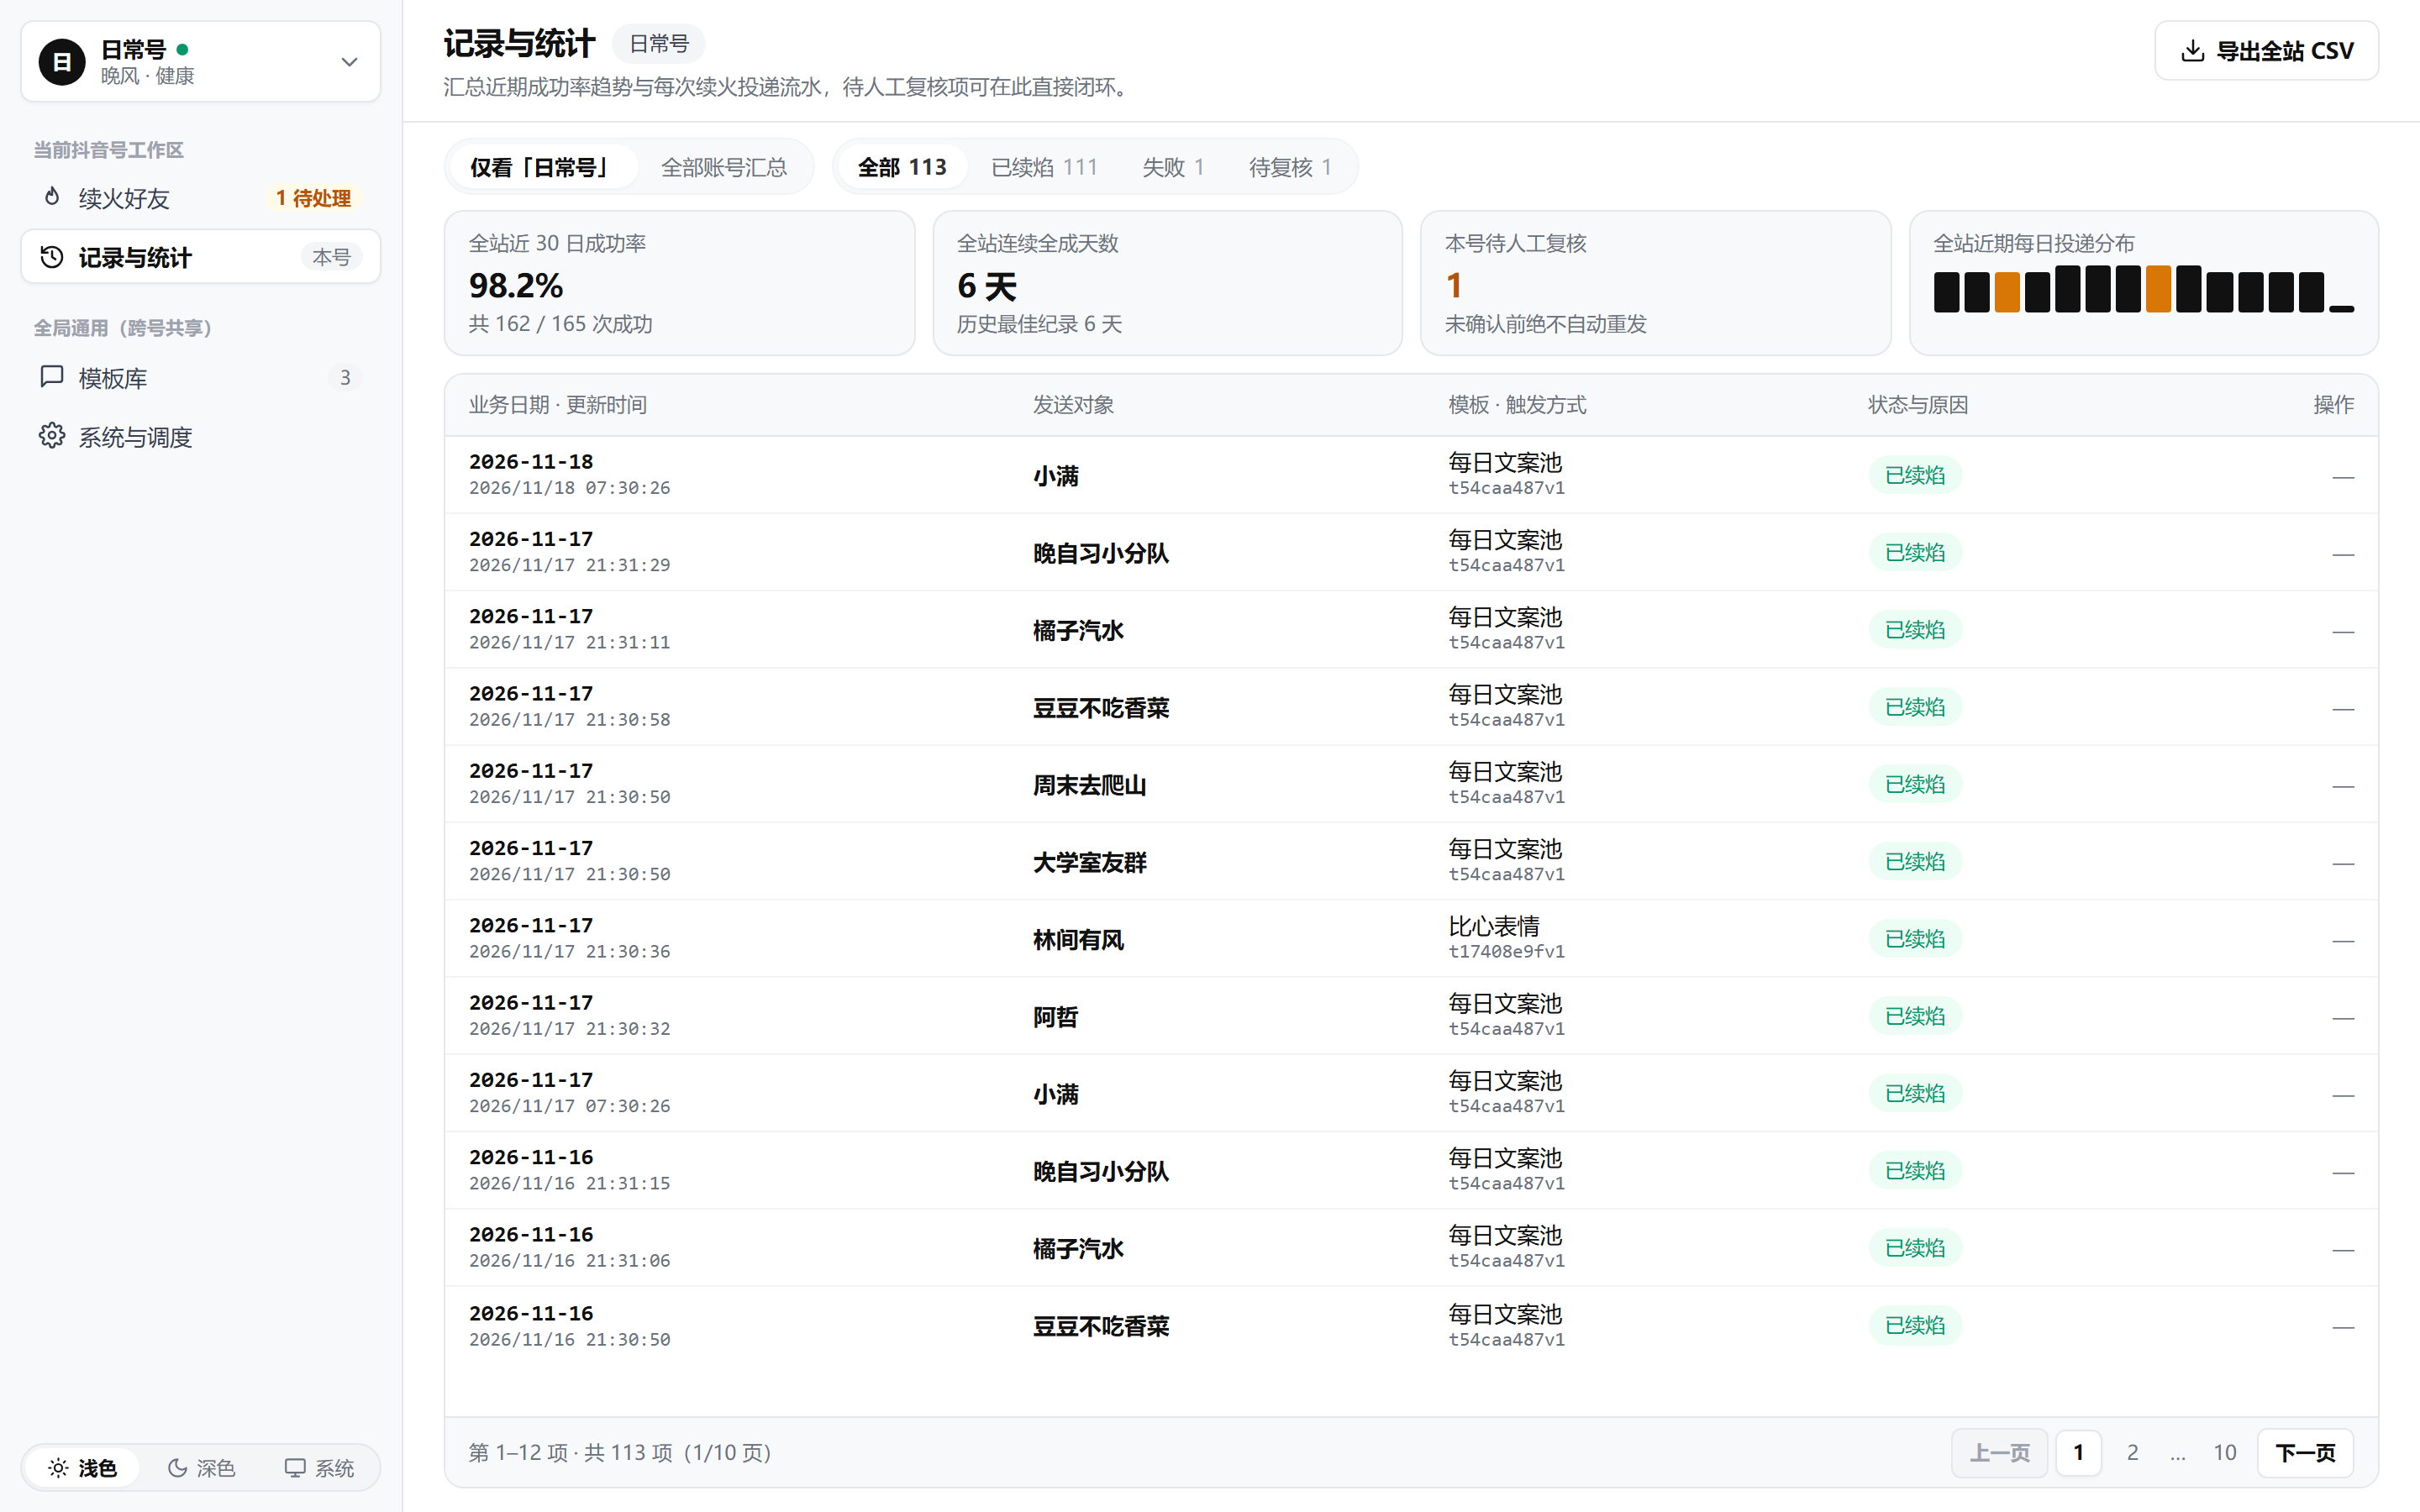 日
日常号
晚风 · 健康
当前抖音号工作区
续火好友
1 待处理
记录与统计
本号
全局通用（跨号共享）
模板库
3
系统与调度
浅色
深色
系统
记录与统计
日常号
汇总近期成功率趋势与每次续火投递流水，待人工复核项可在此直接闭环。
导出全站 CSV
仅看「日常号」
全部账号汇总
全部 113
已续焰 111
失败 1
待复核 1
全站近 30 日成功率
98.2%
共 162 / 165 次成功
全站连续全成天数
6 天
历史最佳纪录 6 天
本号待人工复核
1
未确认前绝不自动重发
全站近期每日投递分布
业务日期 · 更新时间
发送对象
模板 · 触发方式
状态与原因
操作
2026-11-18
2026/11/18 07:30:26
小满
每日文案池
t54caa487v1
已续焰
—
2026-11-17
2026/11/17 21:31:29
晚自习小分队
每日文案池
t54caa487v1
已续焰
—
2026-11-17
2026/11/17 21:31:11
橘子汽水
每日文案池
t54caa487v1
已续焰
—
2026-11-17
2026/11/17 21:30:58
豆豆不吃香菜
每日文案池
t54caa487v1
已续焰
—
2026-11-17
2026/11/17 21:30:50
周末去爬山
每日文案池
t54caa487v1
已续焰
—
2026-11-17
2026/11/17 21:30:50
大学室友群
每日文案池
t54caa487v1
已续焰
—
2026-11-17
2026/11/17 21:30:36
林间有风
比心表情
t17408e9fv1
已续焰
—
2026-11-17
2026/11/17 21:30:32
阿哲
每日文案池
t54caa487v1
已续焰
—
2026-11-17
2026/11/17 07:30:26
小满
每日文案池
t54caa487v1
已续焰
—
2026-11-16
2026/11/16 21:31:15
晚自习小分队
每日文案池
t54caa487v1
已续焰
—
2026-11-16
2026/11/16 21:31:06
橘子汽水
每日文案池
t54caa487v1
已续焰
—
2026-11-16
2026/11/16 21:30:50
豆豆不吃香菜
每日文案池
t54caa487v1
已续焰
—
第 1–12 项 · 共 113 项（1/10 页）
上一页
1
2
...
10
下一页